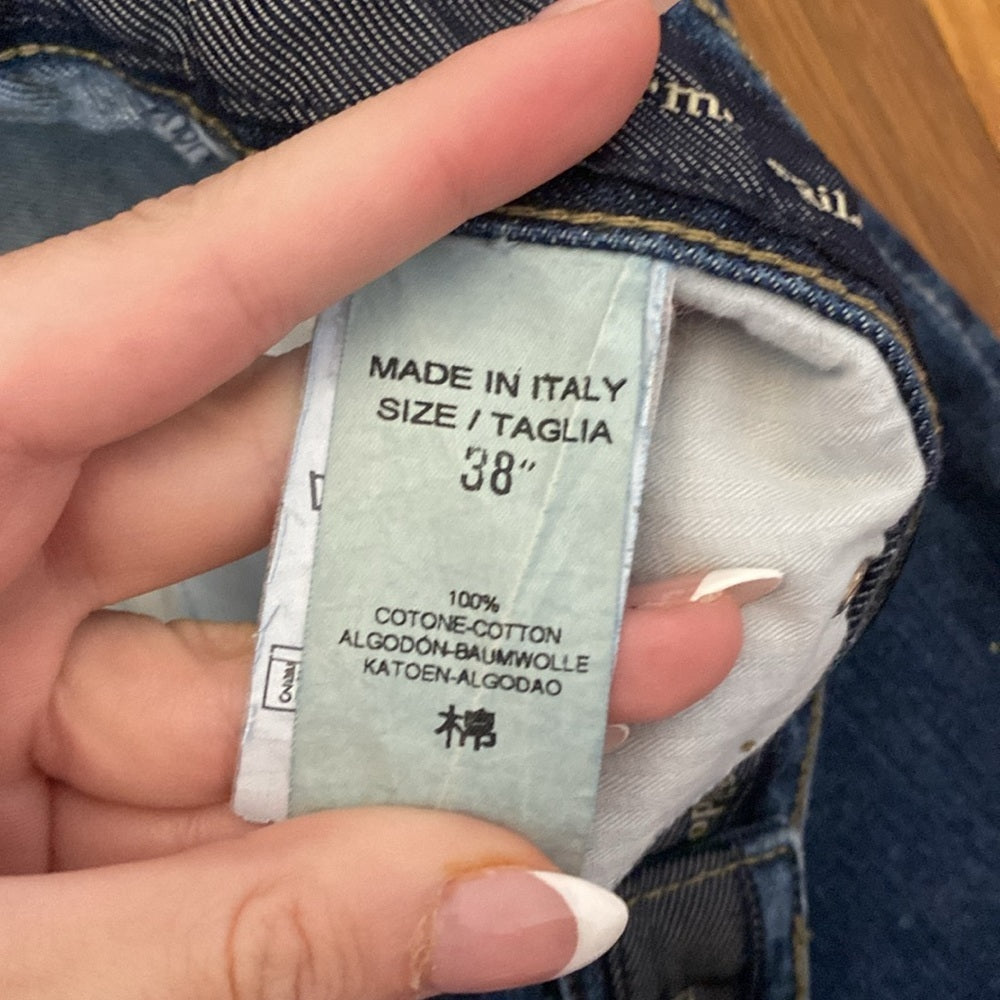 MADE IN ITALY
SIZE / TAGLIA
38"
100%
COTONE-COTTON
ALGODÓN-BAUMWOLLE
KATOEN-ALGODAO
棉